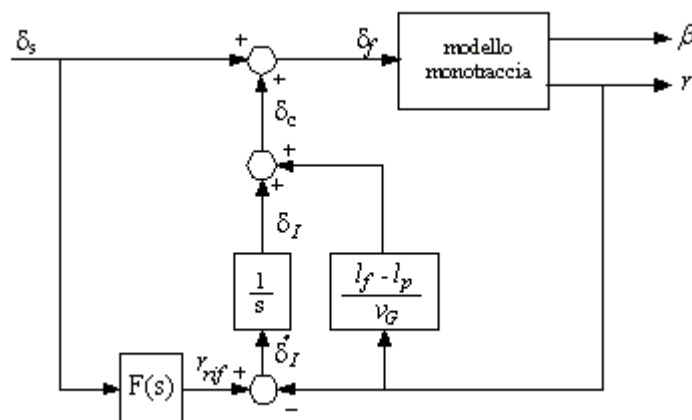 δs + δf modello monotraccia β
+ r
δc
+
+
δI
1/s
(lf - lp)/vG
δ̇I
F(s) rrif + −